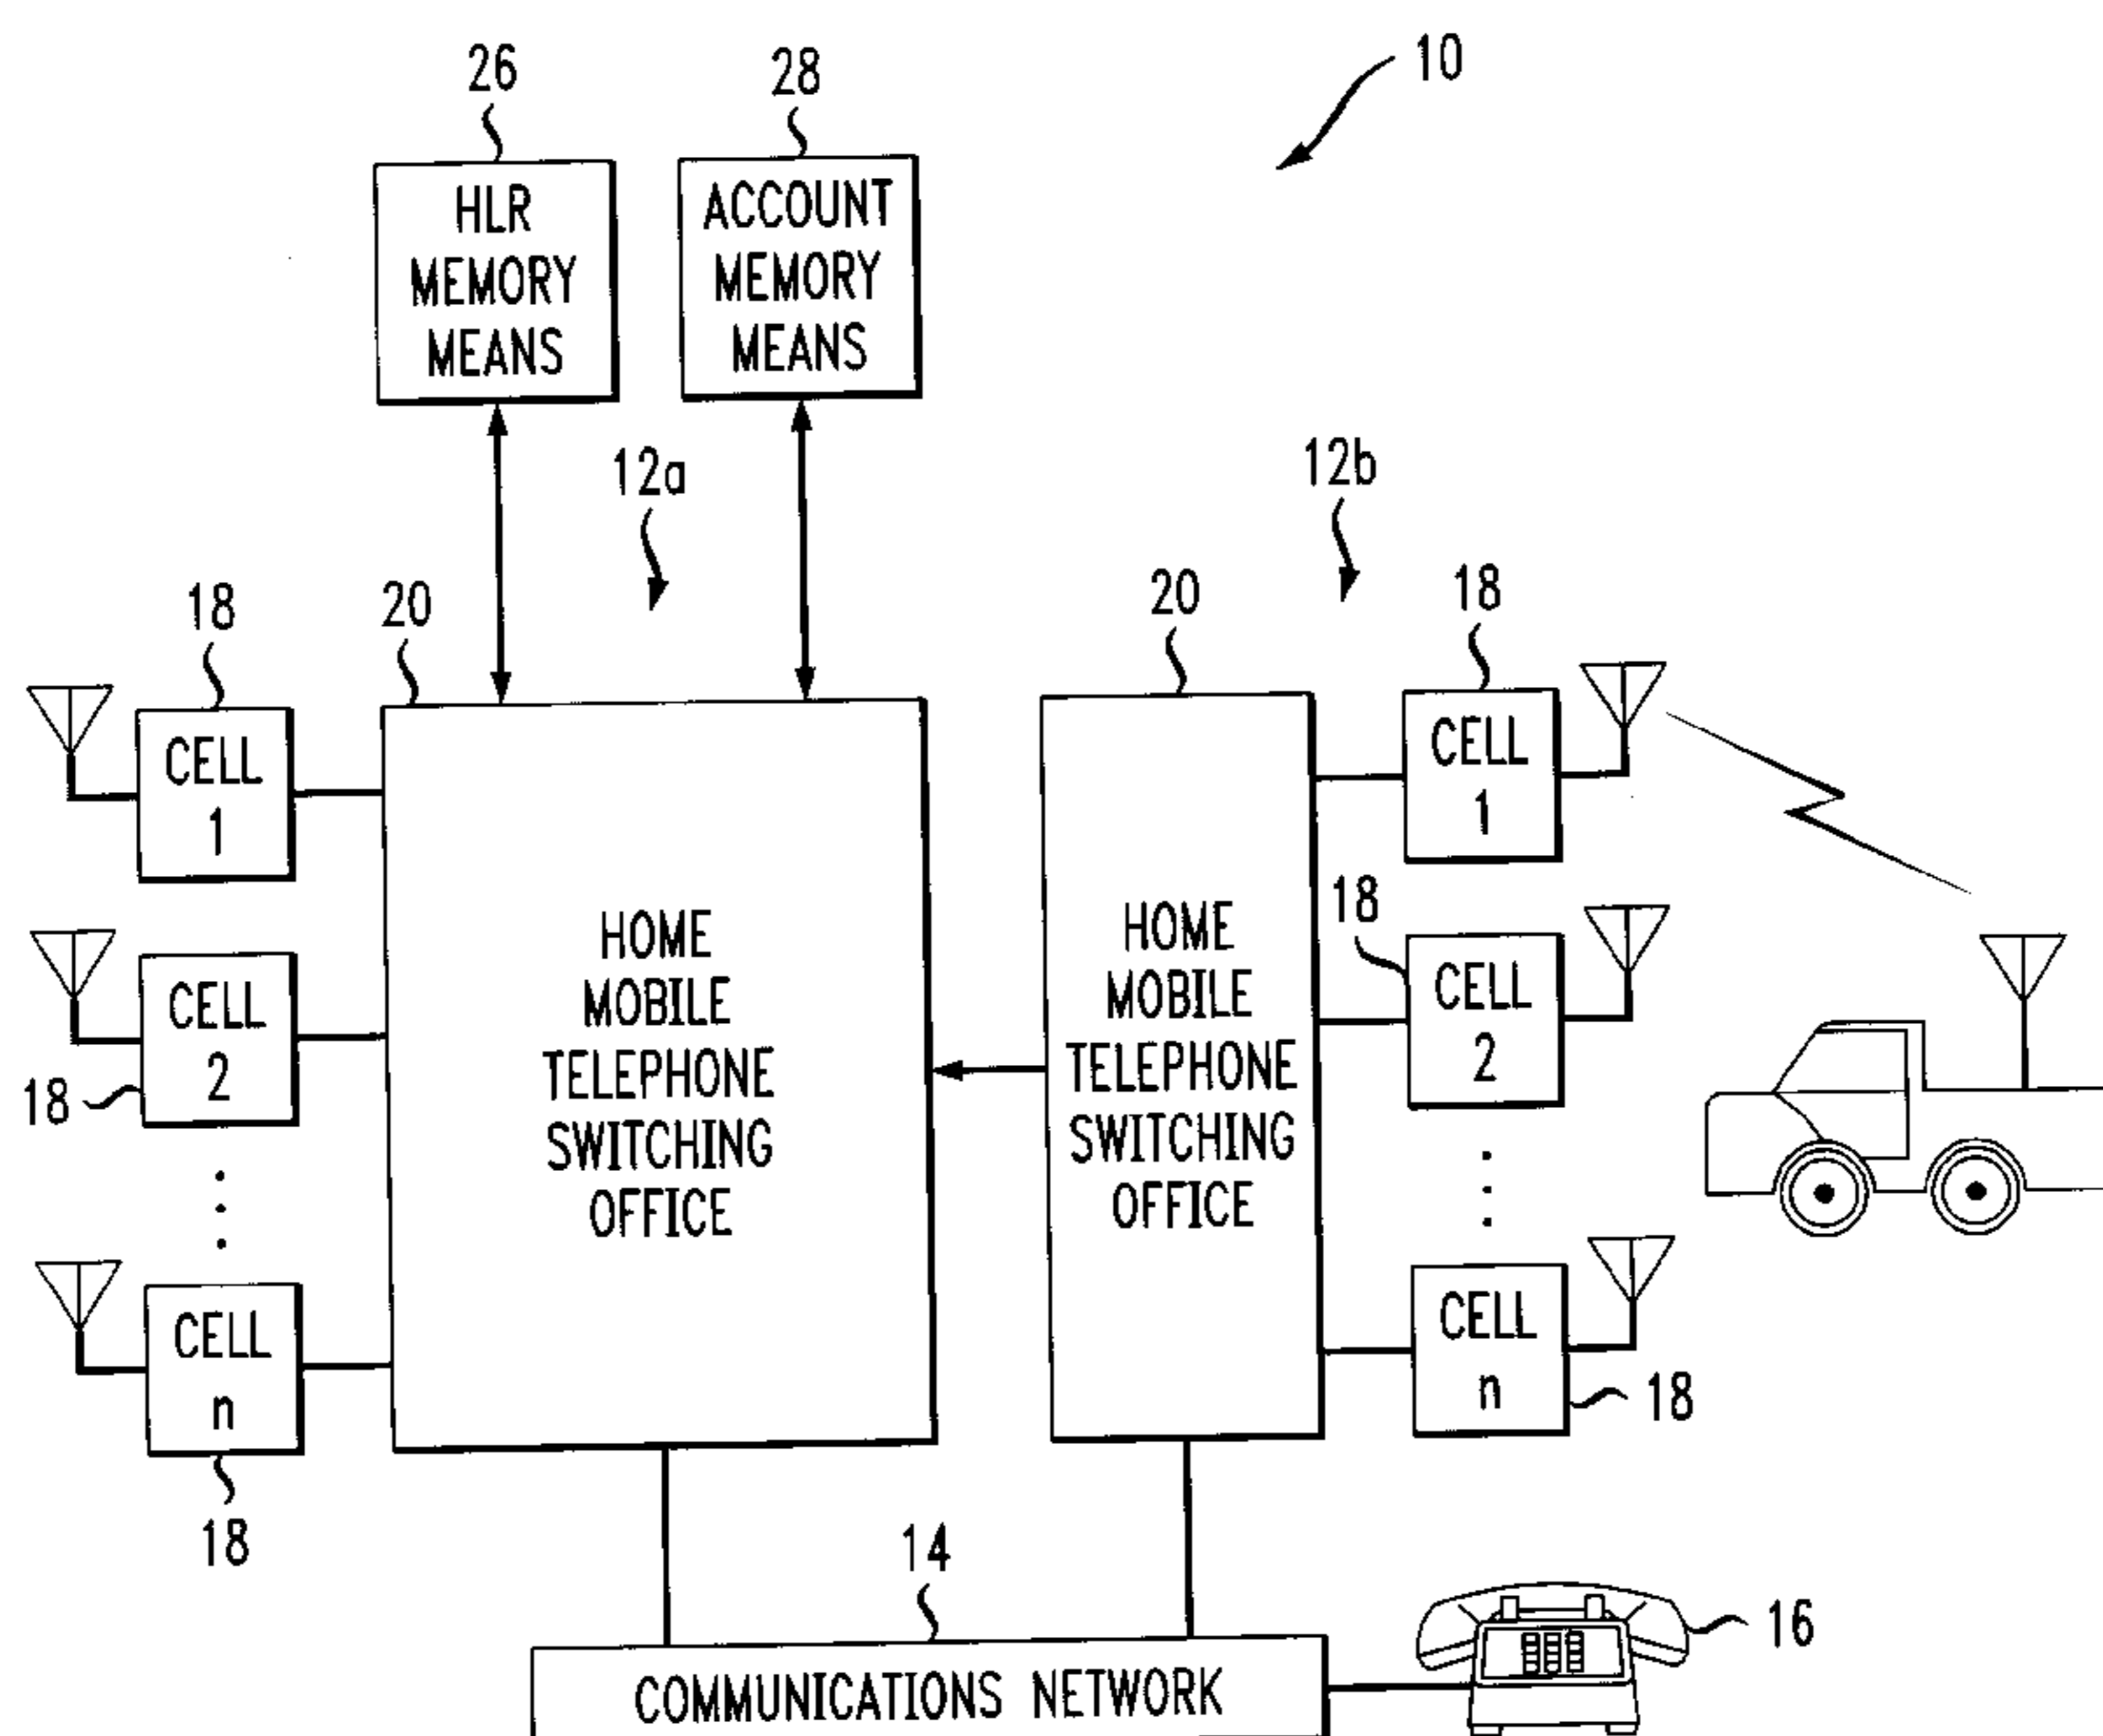 10
26
28
HLR
MEMORY
MEANS
ACCOUNT
MEMORY
MEANS
12a
12b
18
20
20
18
CELL
1
CELL
1
18
CELL
2
18
HOME
MOBILE
TELEPHONE
SWITCHING
OFFICE
HOME
MOBILE
TELEPHONE
SWITCHING
OFFICE
CELL
2
CELL
n
18
CELL
n
18
14
16
COMMUNICATIONS NETWORK